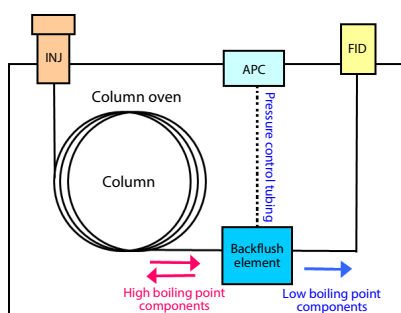 INJ
APC
FID
Column oven
Column
Pressure control tubing
Backflush
element
High boiling point
components
Low boiling point
components